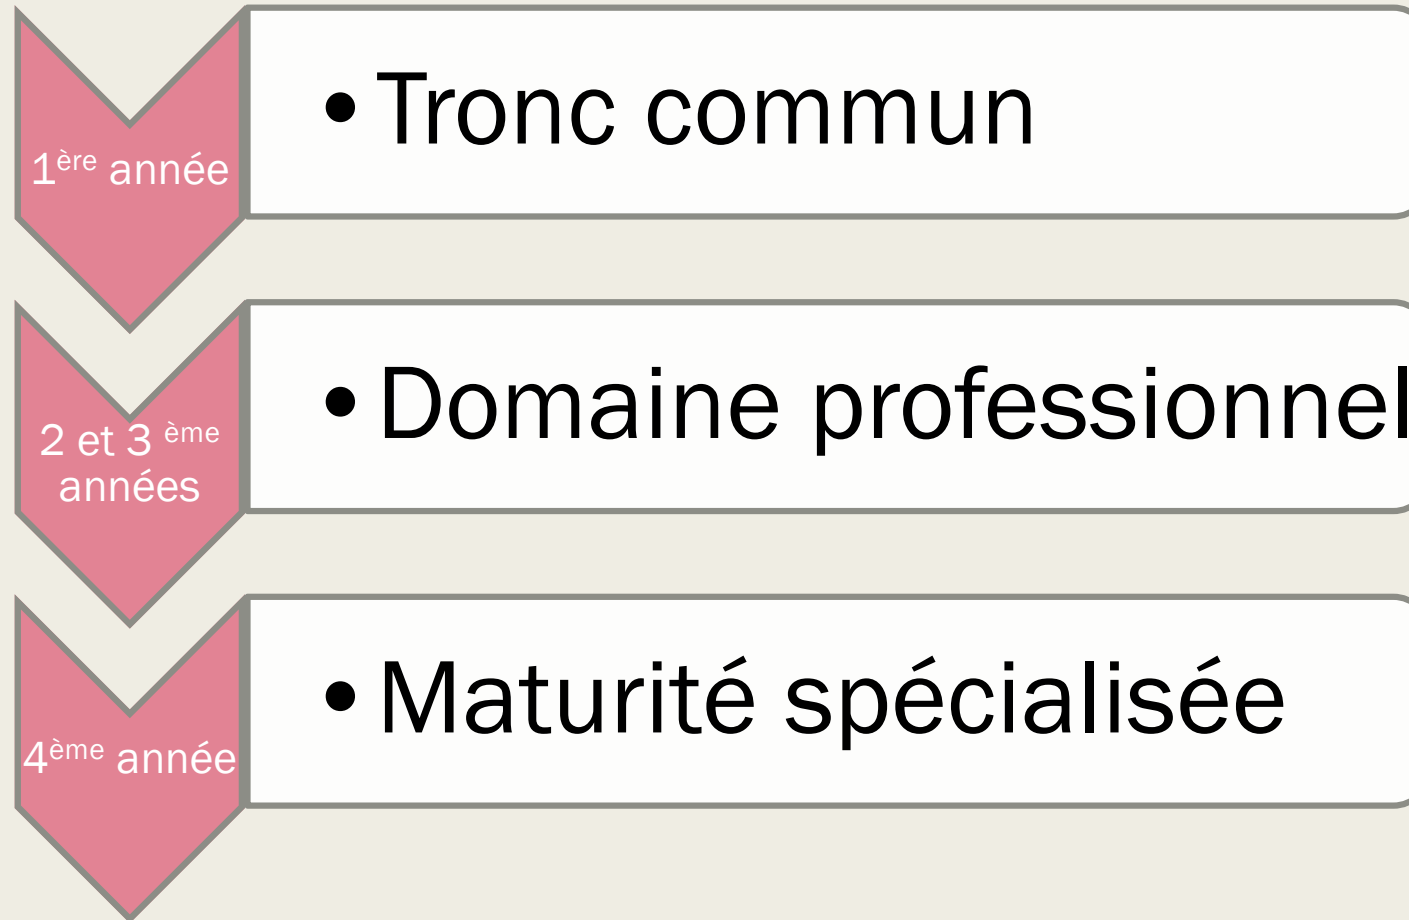 1ère année
• Tronc commun
2 et 3 ème
années
• Domaine professionnel
4ème année
• Maturité spécialisée